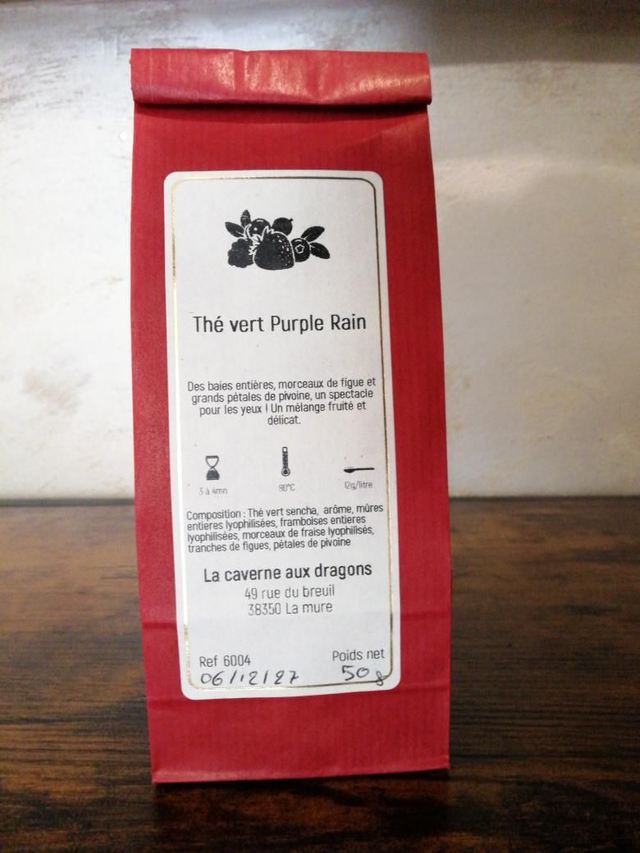 Thé vert Purple Rain
Des baies entières, morceaux de figue et
grands pétales de pivoine, un spectacle
pour les yeux ! Un mélange fruité et
délicat.
3 à 4mn 80°C 12g/litre
Composition : Thé vert sencha, arôme, mûres
entieres lyophilisées, framboises entieres
lyophilisées, morceaux de fraise lyophilisés,
tranches de figues, pétales de pivoine
La caverne aux dragons
49 rue du breuil
38350 La mure
Ref 6004 Poids net
06/12/27 50g